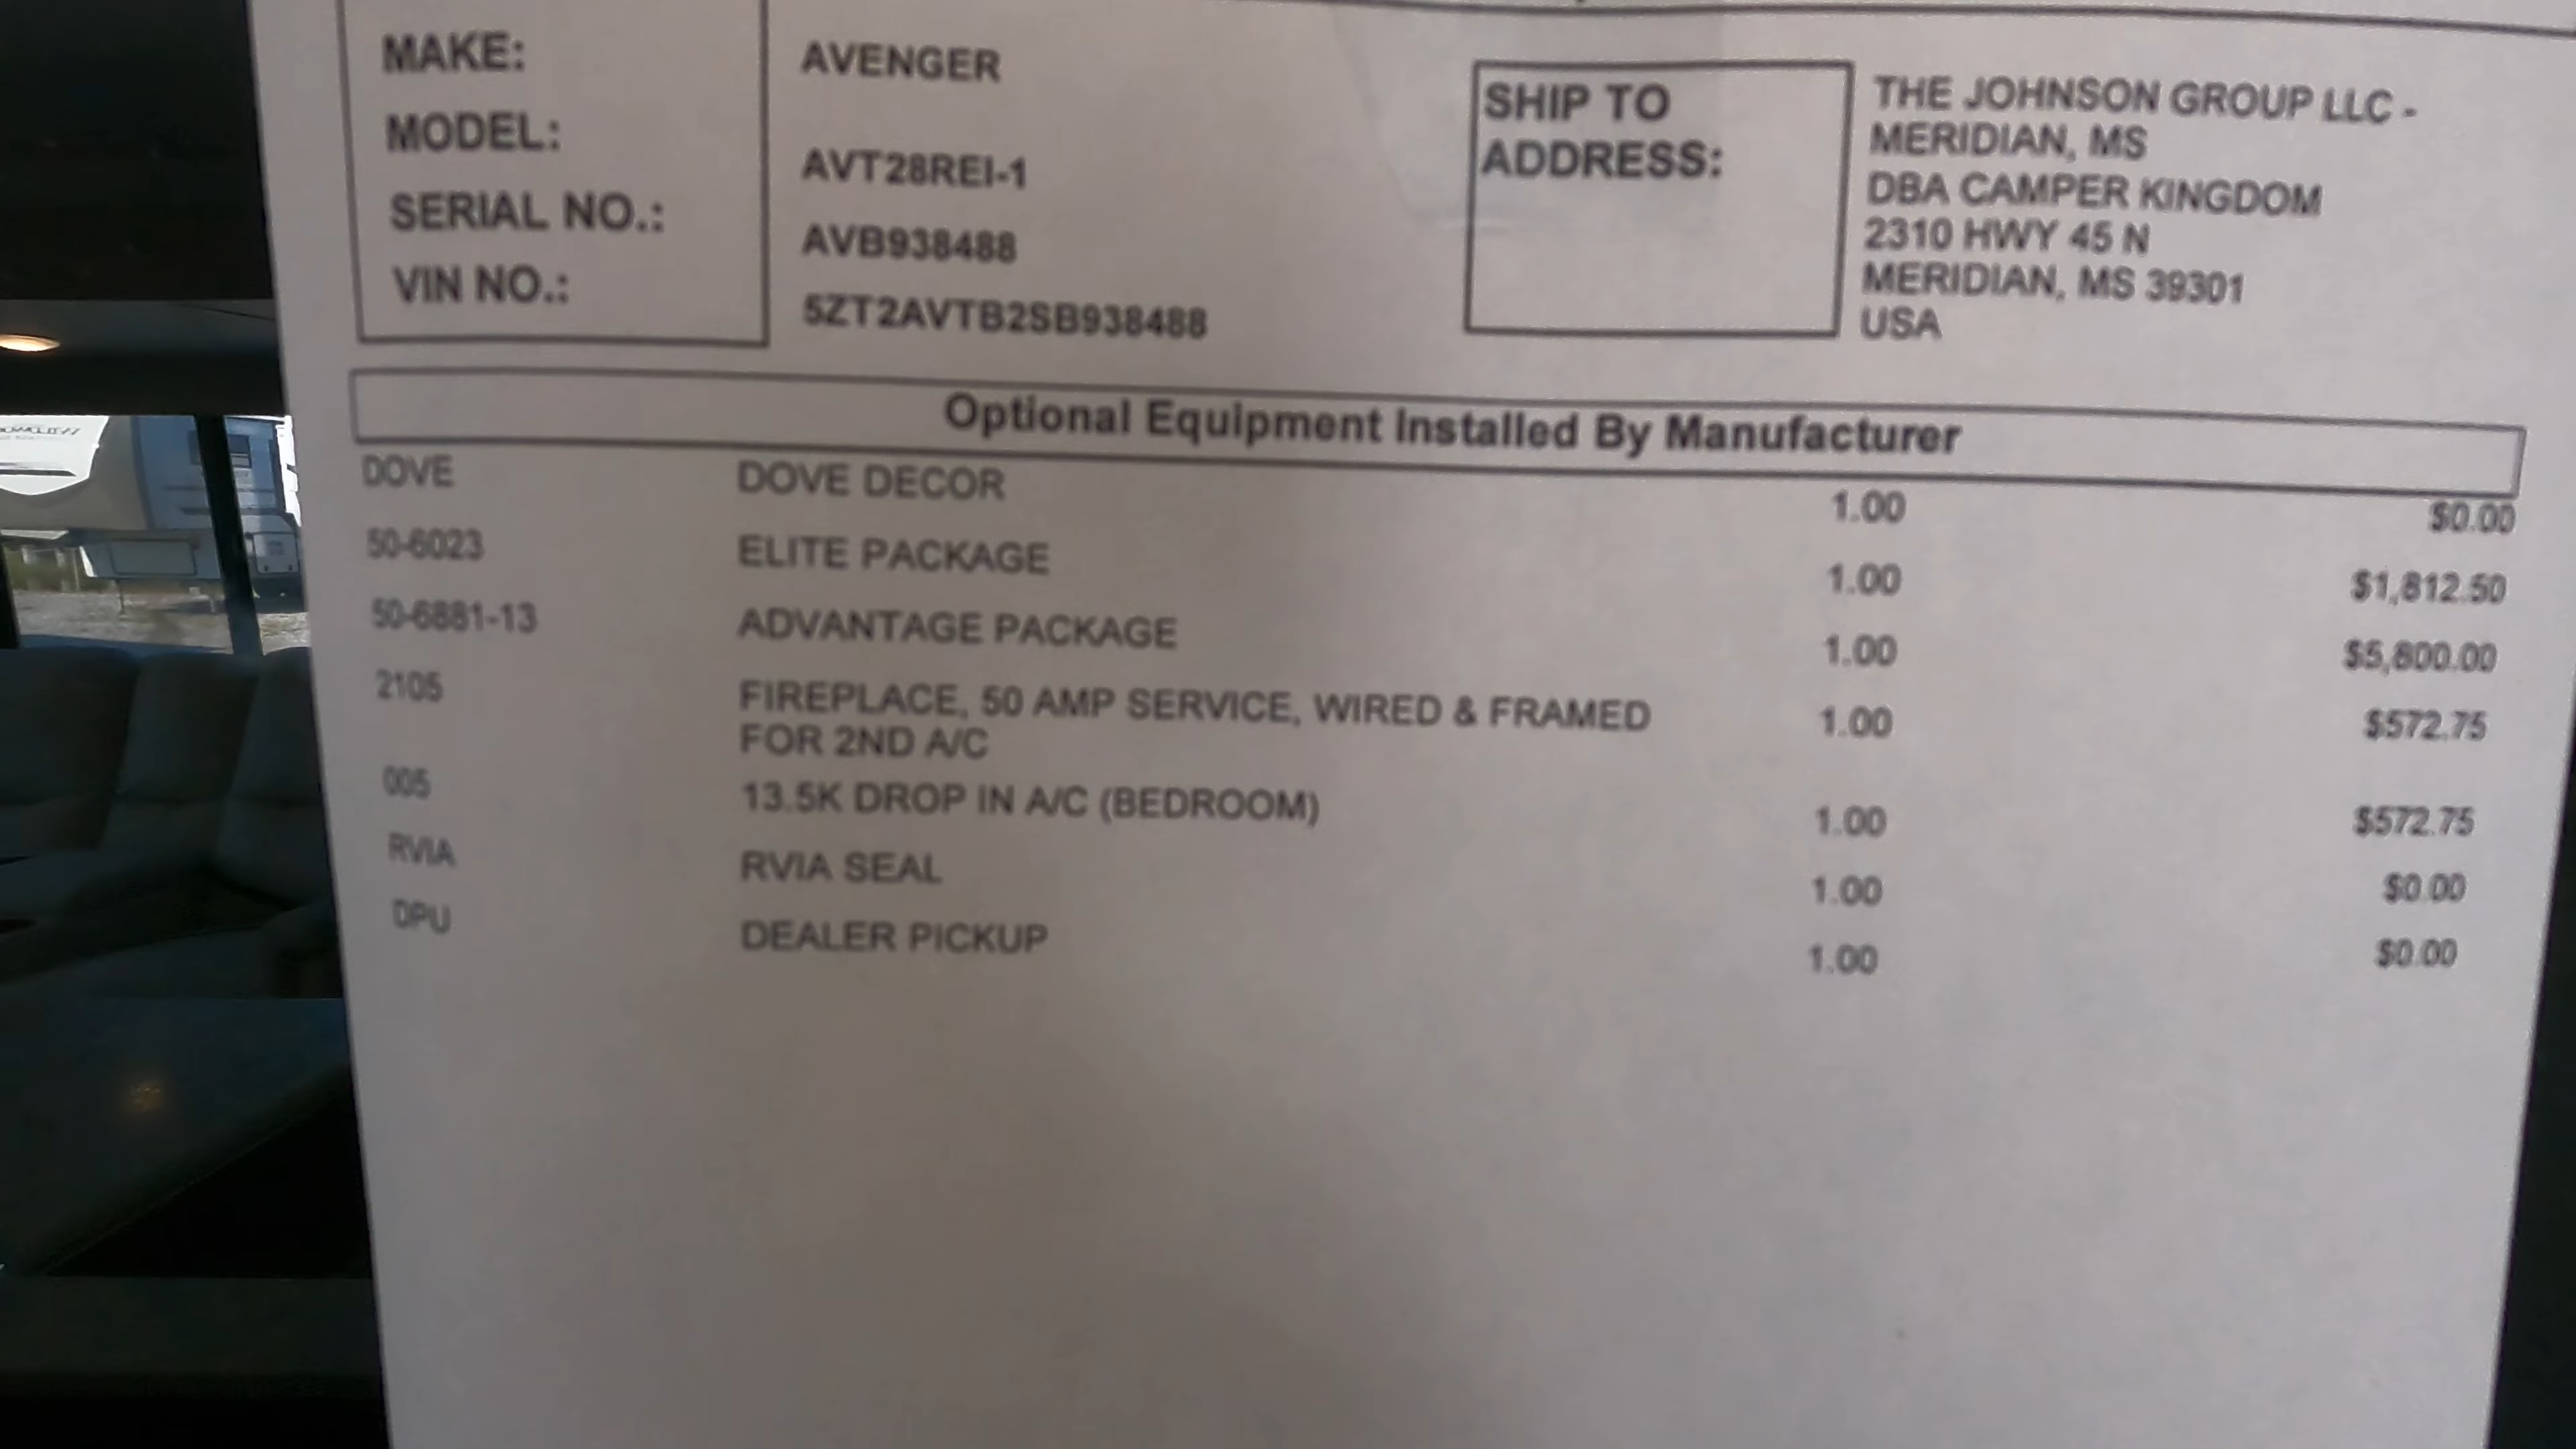 MAKE: AVENGER
MODEL: AVT28REI-1
SERIAL NO.: AVB938488
VIN NO.: 5ZT2AVTB2SB938488
SHIP TO
ADDRESS:
THE JOHNSON GROUP LLC -
MERIDIAN, MS
DBA CAMPER KINGDOM
2310 HWY 45 N
MERIDIAN, MS 39301
USA
Optional Equipment Installed By Manufacturer
DOVE DOVE DECOR 1.00 $0.00
50-6023 ELITE PACKAGE 1.00 $1,812.50
50-6881-13 ADVANTAGE PACKAGE 1.00 $5,800.00
2105 FIREPLACE, 50 AMP SERVICE, WIRED & FRAMED 1.00 $572.75
FOR 2ND A/C
005 13.5K DROP IN A/C (BEDROOM) 1.00 $572.75
RVIA RVIA SEAL 1.00 $0.00
DPU DEALER PICKUP 1.00 $0.00